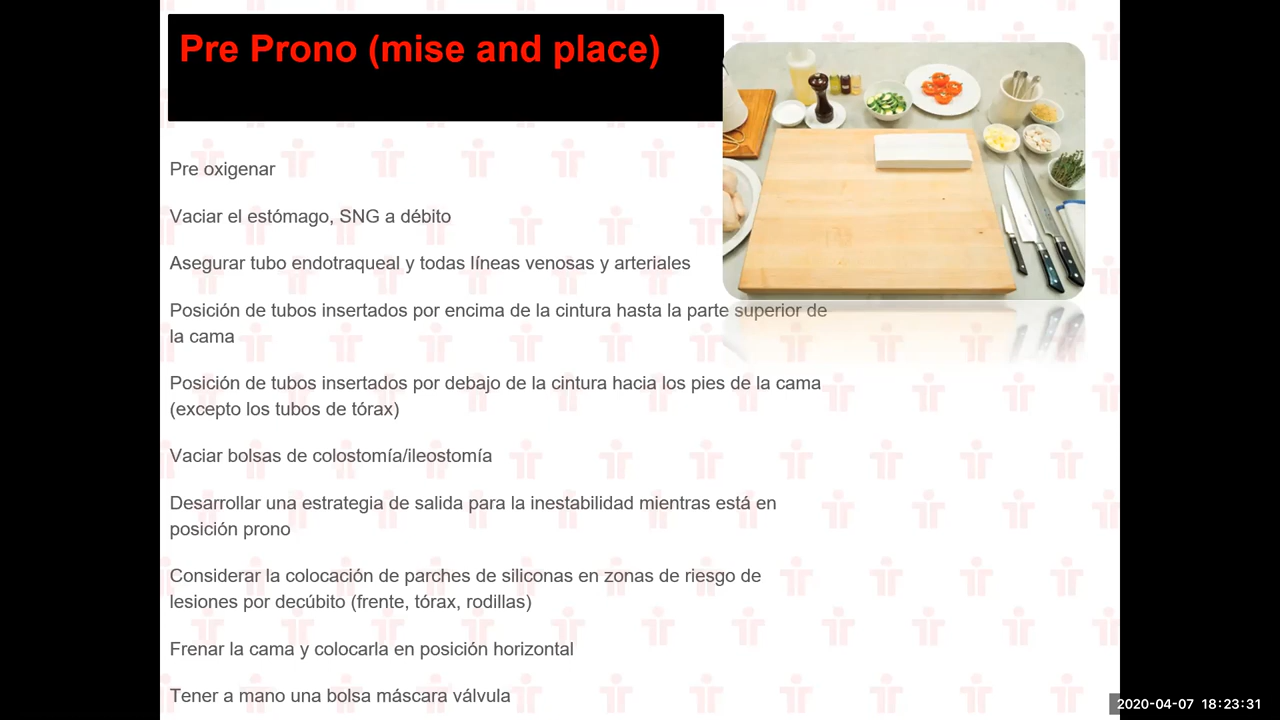 Pre Prono (mise and place)
Pre oxigenar
Vaciar el estómago, SNG a débito
Asegurar tubo endotraqueal y todas líneas venosas y arteriales
Posición de tubos insertados por encima de la cintura hasta la parte superior de
la cama
Posición de tubos insertados por debajo de la cintura hacia los pies de la cama
(excepto los tubos de tórax)
Vaciar bolsas de colostomía/ileostomía
Desarrollar una estrategia de salida para la inestabilidad mientras está en
posición prono
Considerar la colocación de parches de siliconas en zonas de riesgo de
lesiones por decúbito (frente, tórax, rodillas)
Frenar la cama y colocarla en posición horizontal
Tener a mano una bolsa máscara válvula
2020-04-07 18:23:31